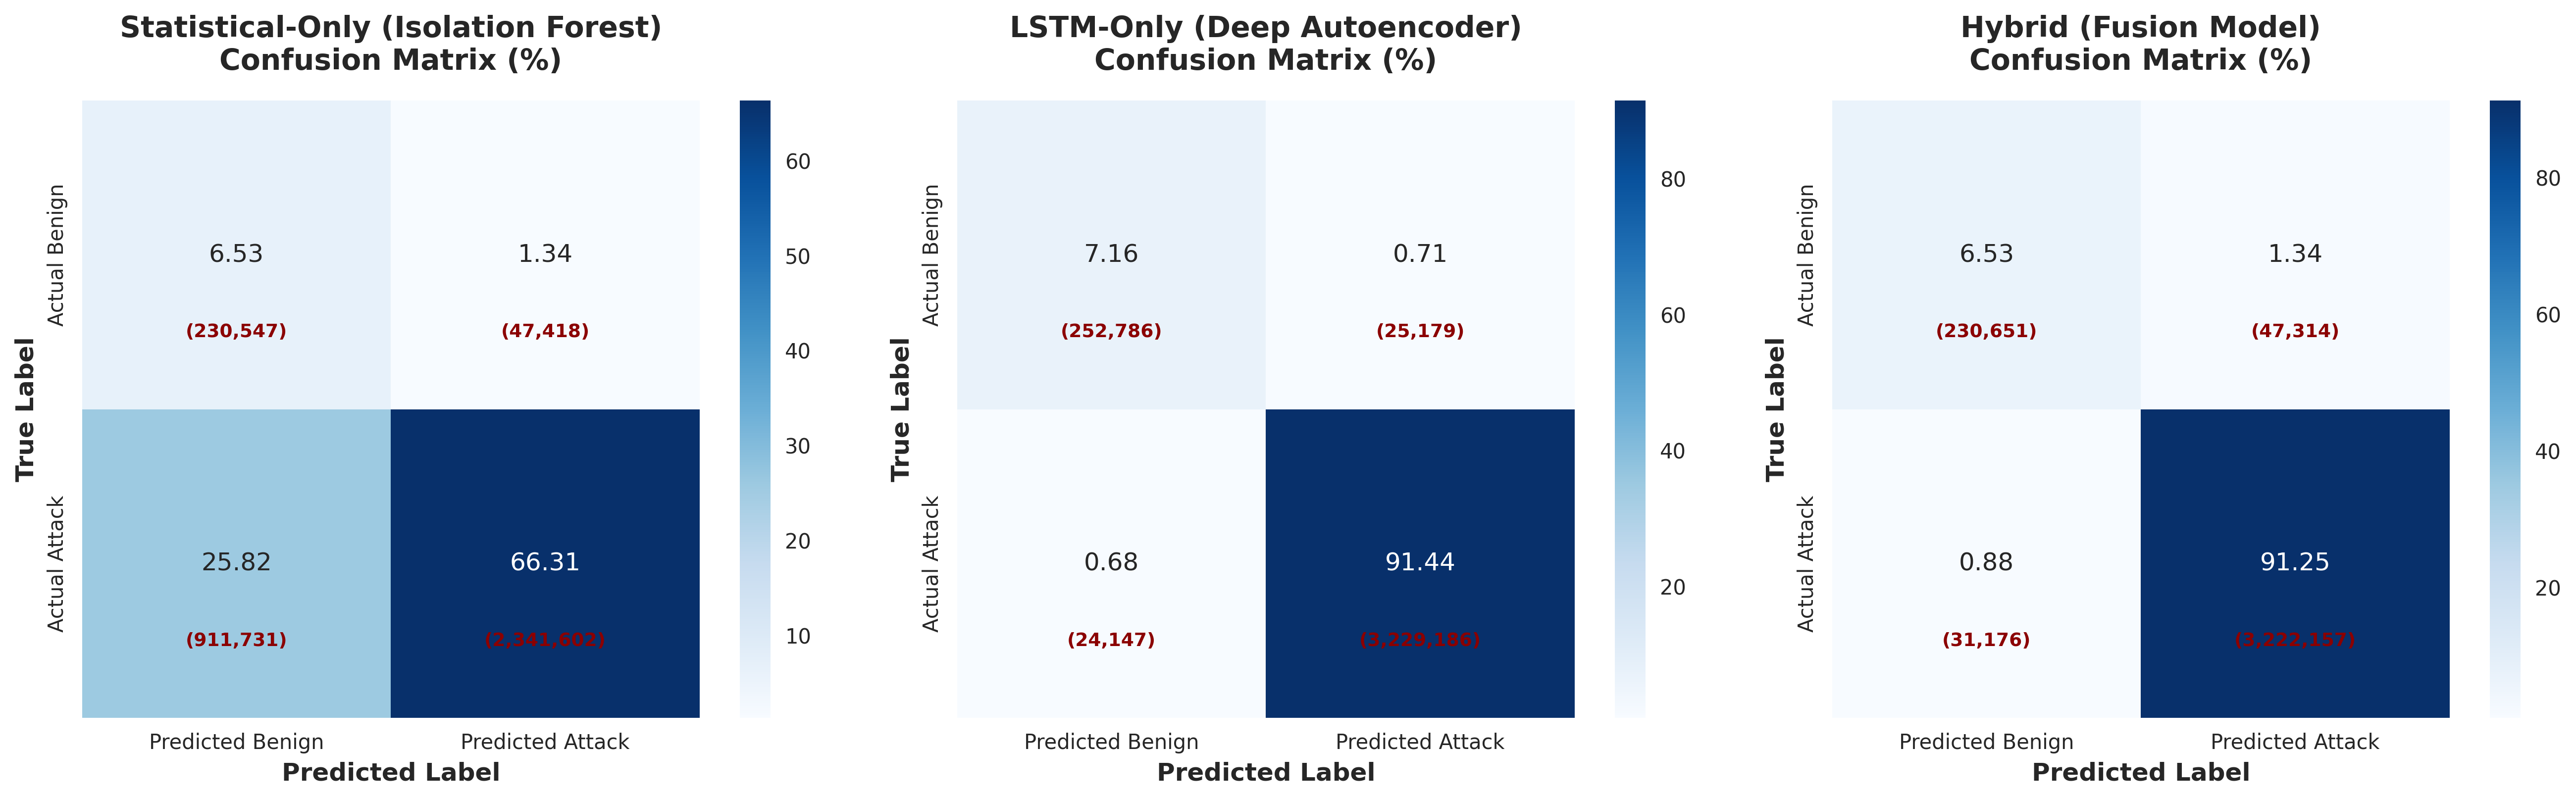 Statistical-Only (Isolation Forest)
Confusion Matrix (%)
True Label
Actual Benign
Actual Attack
6.53
1.34
(230,547)
(47,418)
25.82
66.31
(911,731)
(2,341,602)
Predicted Benign
Predicted Attack
Predicted Label
60
50
40
30
20
10
LSTM-Only (Deep Autoencoder)
Confusion Matrix (%)
True Label
Actual Benign
Actual Attack
7.16
0.71
(252,786)
(25,179)
0.68
91.44
(24,147)
(3,229,186)
Predicted Benign
Predicted Attack
Predicted Label
80
60
40
20
Hybrid (Fusion Model)
Confusion Matrix (%)
True Label
Actual Benign
Actual Attack
6.53
1.34
(230,651)
(47,314)
0.88
91.25
(31,176)
(3,222,157)
Predicted Benign
Predicted Attack
Predicted Label
80
60
40
20